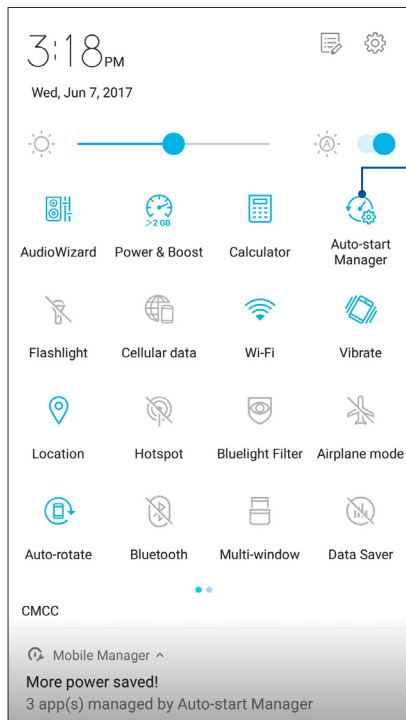 3:18 PM
Wed, Jun 7, 2017
A
>2 GB
AudioWizard Power & Boost Calculator Auto-start Manager
Flashlight Cellular data Wi-Fi Vibrate
Location Hotspot Bluelight Filter Airplane mode
Auto-rotate Bluetooth Multi-window Data Saver
CMCC
Mobile Manager
More power saved!
3 app(s) managed by Auto-start Manager